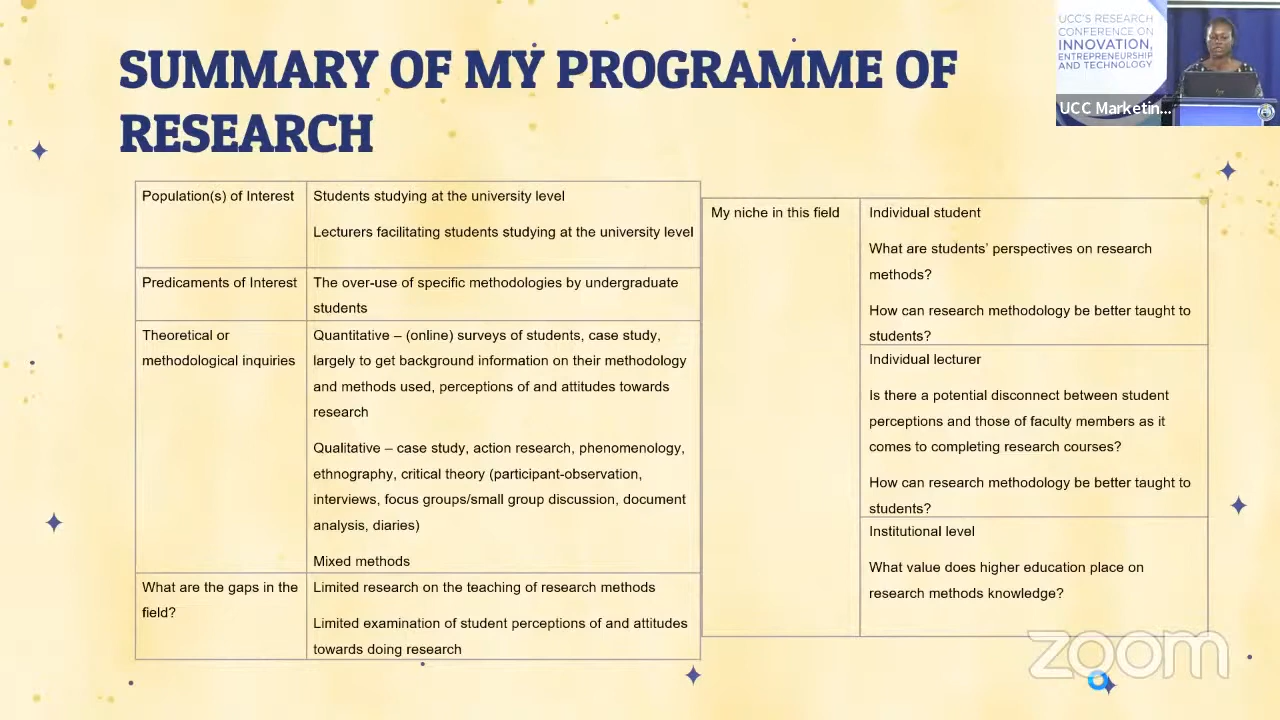 SUMMARY OF MY PROGRAMME OF
RESEARCH
UCC'S RESEARCH
CONFERENCE ON
INNOVATION,
ENTREPRENEURSHIP
AND TECHNOLOGY
UCC Marketin...
Population(s) of Interest
Students studying at the university level
Lecturers facilitating students studying at the university level
Predicaments of Interest
The over-use of specific methodologies by undergraduate
students
Theoretical or
methodological inquiries
Quantitative – (online) surveys of students, case study,
largely to get background information on their methodology
and methods used, perceptions of and attitudes towards
research
Qualitative – case study, action research, phenomenology,
ethnography, critical theory (participant-observation,
interviews, focus groups/small group discussion, document
analysis, diaries)
Mixed methods
What are the gaps in the
field?
Limited research on the teaching of research methods
Limited examination of student perceptions of and attitudes
towards doing research
My niche in this field
Individual student
What are students' perspectives on research
methods?
How can research methodology be better taught to
students?
Individual lecturer
Is there a potential disconnect between student
perceptions and those of faculty members as it
comes to completing research courses?
How can research methodology be better taught to
students?
Institutional level
What value does higher education place on
research methods knowledge?
zoom